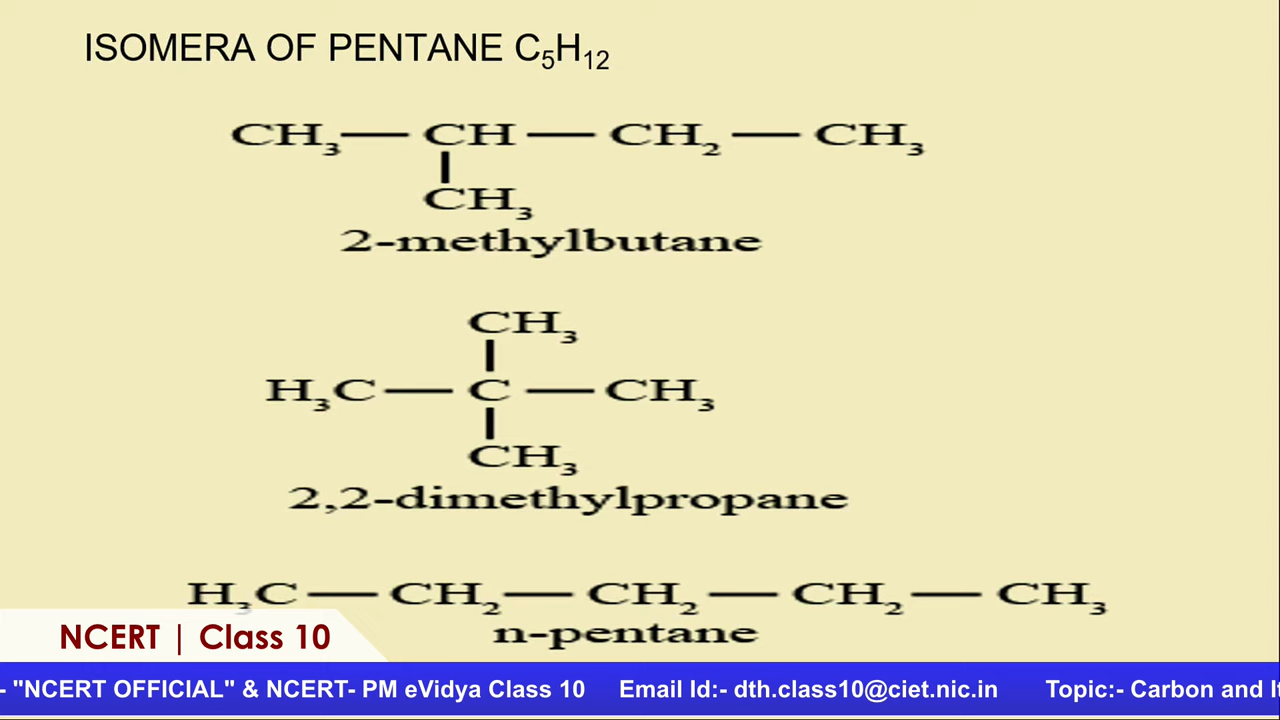 ISOMERA OF PENTANE C₅H₁₂
CH₃ — CH — CH₂ — CH₃
|
CH₃
2-methylbutane
CH₃
|
H₃C — C — CH₃
|
CH₃
2,2-dimethylpropane
H₃C — CH₂ — CH₂ — CH₂ — CH₃
n-pentane
NCERT | Class 10
- "NCERT OFFICIAL" & NCERT- PM eVidya Class 10 Email Id:- dth.class10@ciet.nic.in Topic:- Carbon and